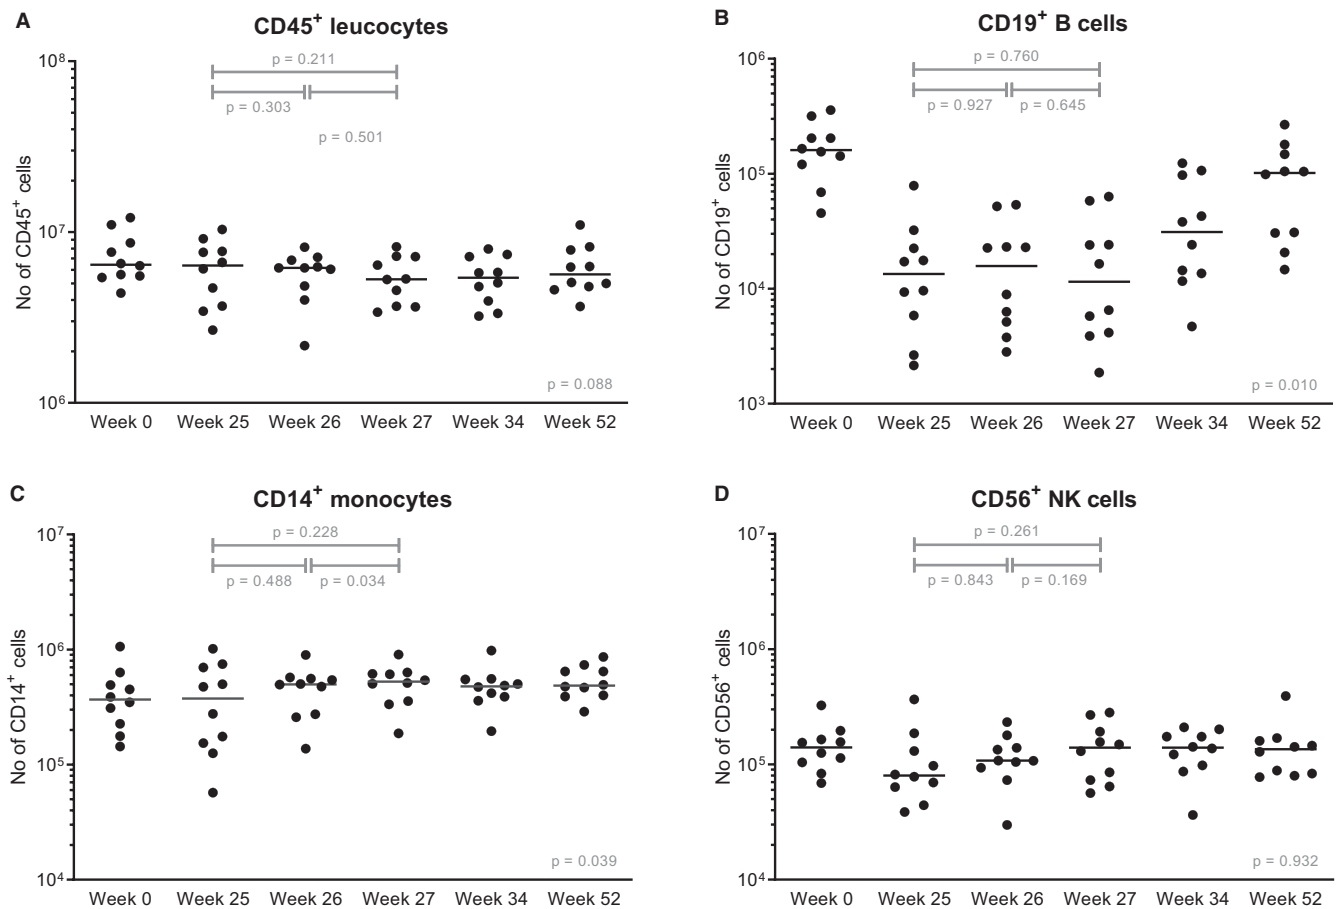 A
CD45⁺ leucocytes
10⁸
p = 0.211
p = 0.303
p = 0.501
No of CD45⁺ cells
10⁷
p = 0.088
10⁶
Week 0 Week 25 Week 26 Week 27 Week 34 Week 52
B
CD19⁺ B cells
10⁶
p = 0.760
p = 0.927 p = 0.645
10⁵
No of CD19⁺ cells
10⁴
p = 0.010
10³
Week 0 Week 25 Week 26 Week 27 Week 34 Week 52
C
CD14⁺ monocytes
10⁷
p = 0.228
p = 0.488 p = 0.034
10⁶
No of CD14⁺ cells
10⁵
p = 0.039
10⁴
Week 0 Week 25 Week 26 Week 27 Week 34 Week 52
D
CD56⁺ NK cells
10⁷
p = 0.261
p = 0.843 p = 0.169
10⁶
No of CD56⁺ cells
10⁵
p = 0.932
10⁴
Week 0 Week 25 Week 26 Week 27 Week 34 Week 52